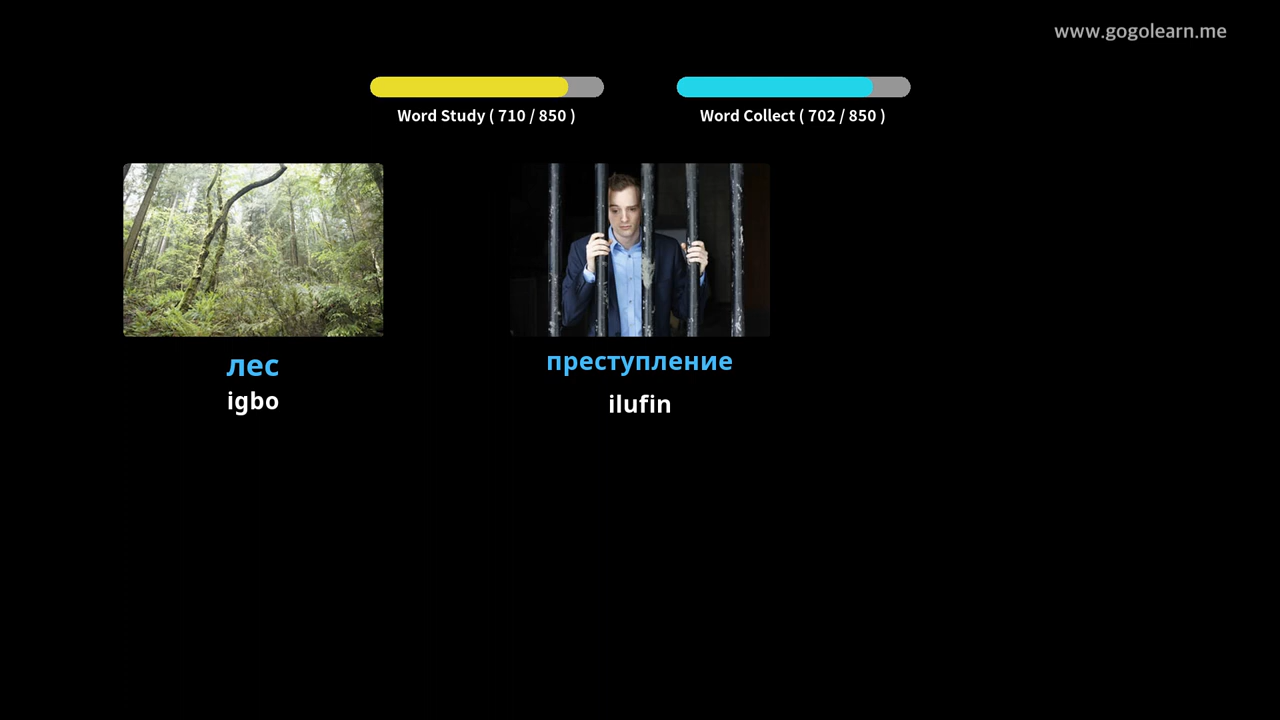 www.gogolearn.me
Word Study ( 710 / 850 )
Word Collect ( 702 / 850 )
лес
igbo
преступление
ilufin